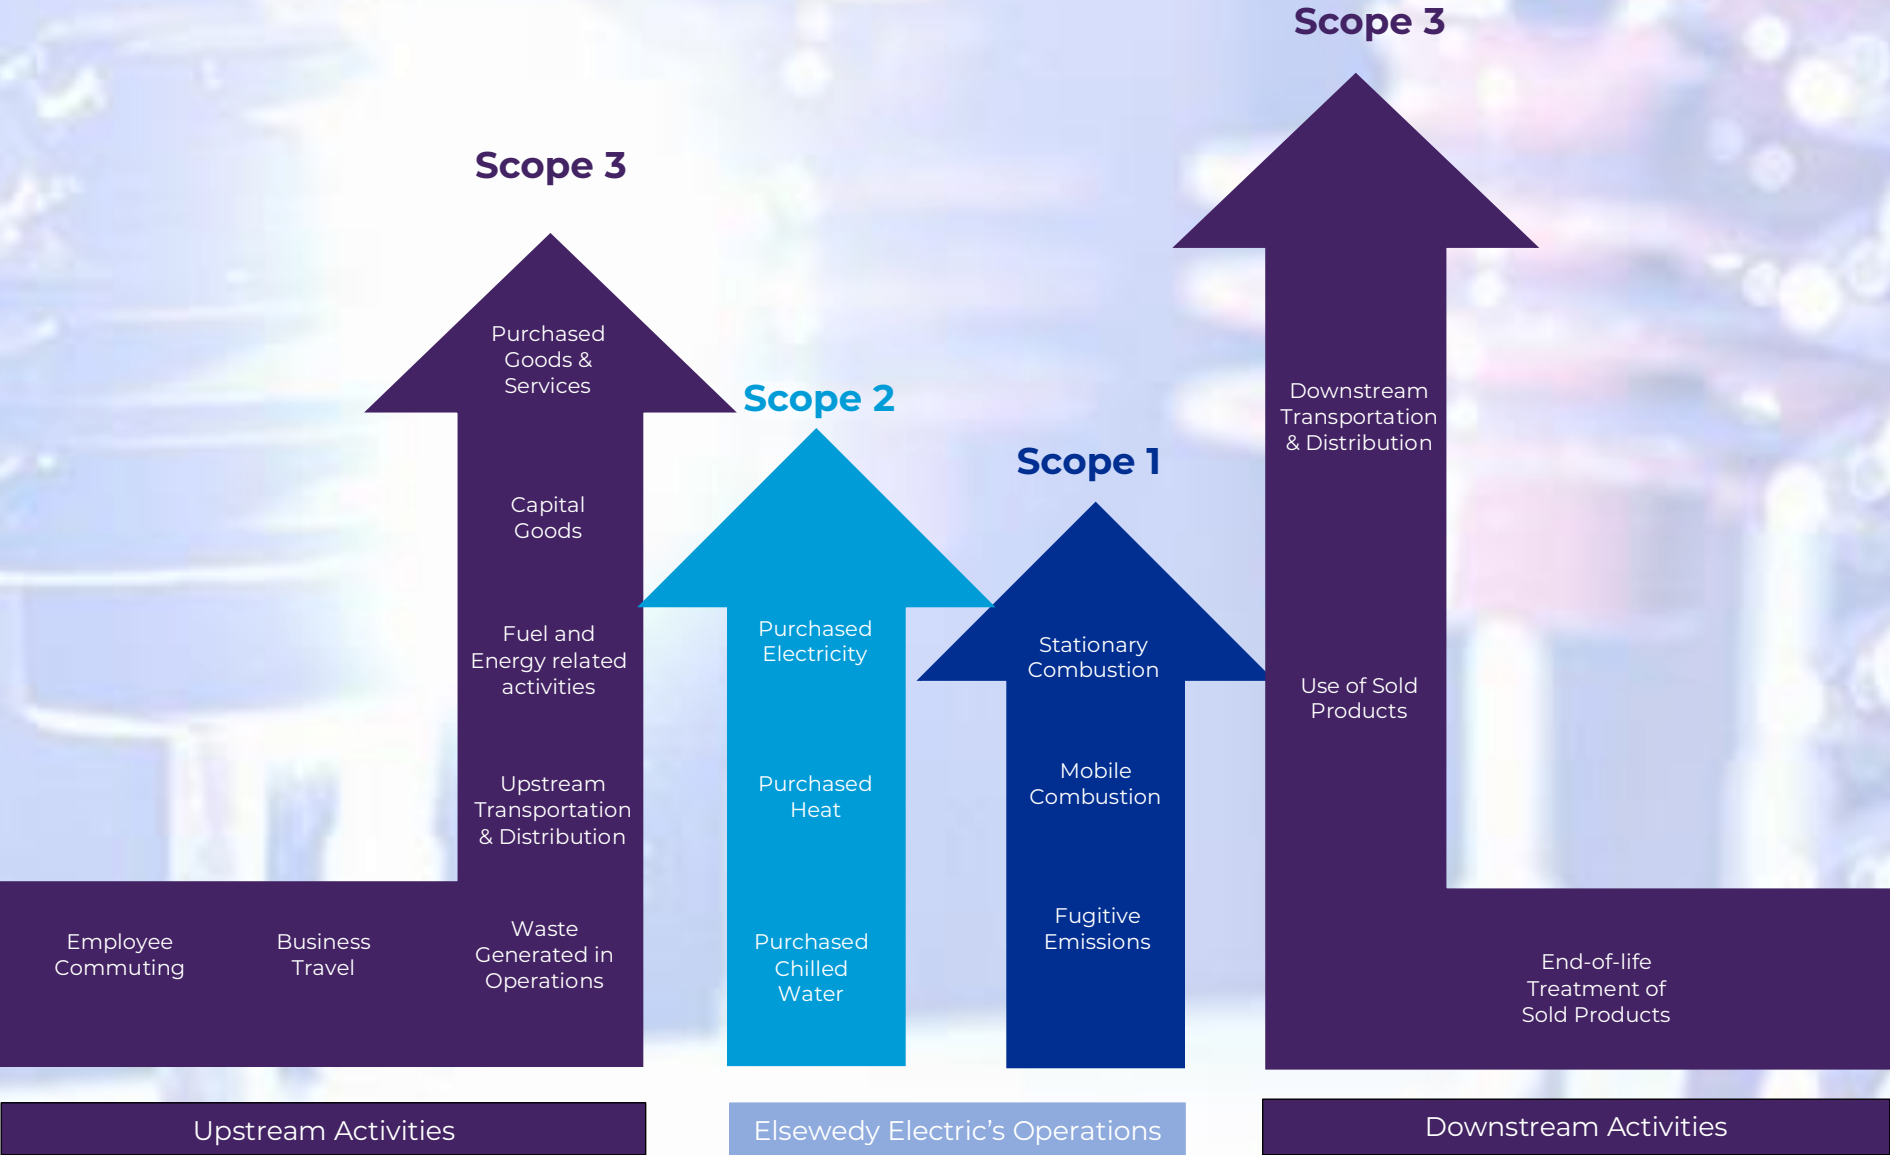 Scope 3
Purchased
Goods &
Services
Capital
Goods
Fuel and
Energy related
activities
Upstream
Transportation
& Distribution
Employee
Commuting
Business
Travel
Waste
Generated in
Operations
Upstream Activities
Scope 2
Purchased
Electricity
Purchased
Heat
Purchased
Chilled
Water
Scope 1
Stationary
Combustion
Mobile
Combustion
Fugitive
Emissions
Elsewedy Electric’s Operations
Scope 3
Downstream
Transportation
& Distribution
Use of Sold
Products
End-of-life
Treatment of
Sold Products
Downstream Activities